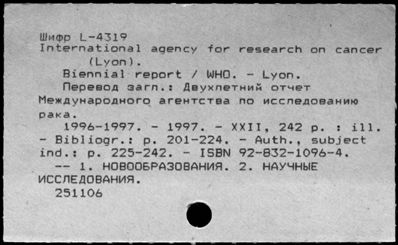 Шифр L-4319
International agency for research on cancer
(Lyon).
Biennial report / WHO. - Lyon.
Перевод загл.: Двухлетний отчет
Международного агентства по исследованию
рака.
1996-1997. - 1997. - XXII, 242 p. : ill.
- Bibliogr.: p. 201-224. - Auth., subject
ind.: p. 225-242. - ISBN 92-832-1096-4.
-- 1. НОВООБРАЗОВАНИЯ. 2. НАУЧНЫЕ
ИССЛЕДОВАНИЯ.
251106